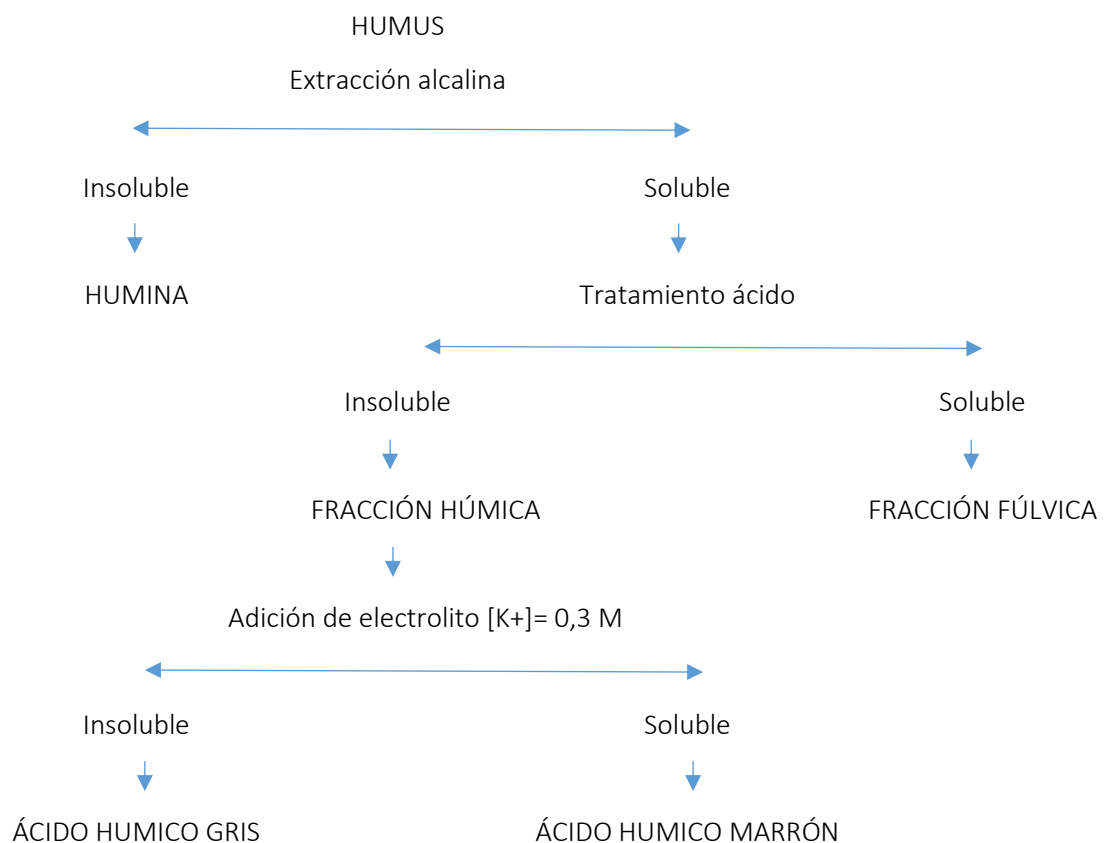 HUMUS
Extracción alcalina
Insoluble Soluble
HUMINA Tratamiento ácido
Insoluble Soluble
FRACCIÓN HÚMICA FRACCIÓN FÚLVICA
Adición de electrolito [K+]= 0,3 M
Insoluble Soluble
ÁCIDO HUMICO GRIS ÁCIDO HUMICO MARRÓN